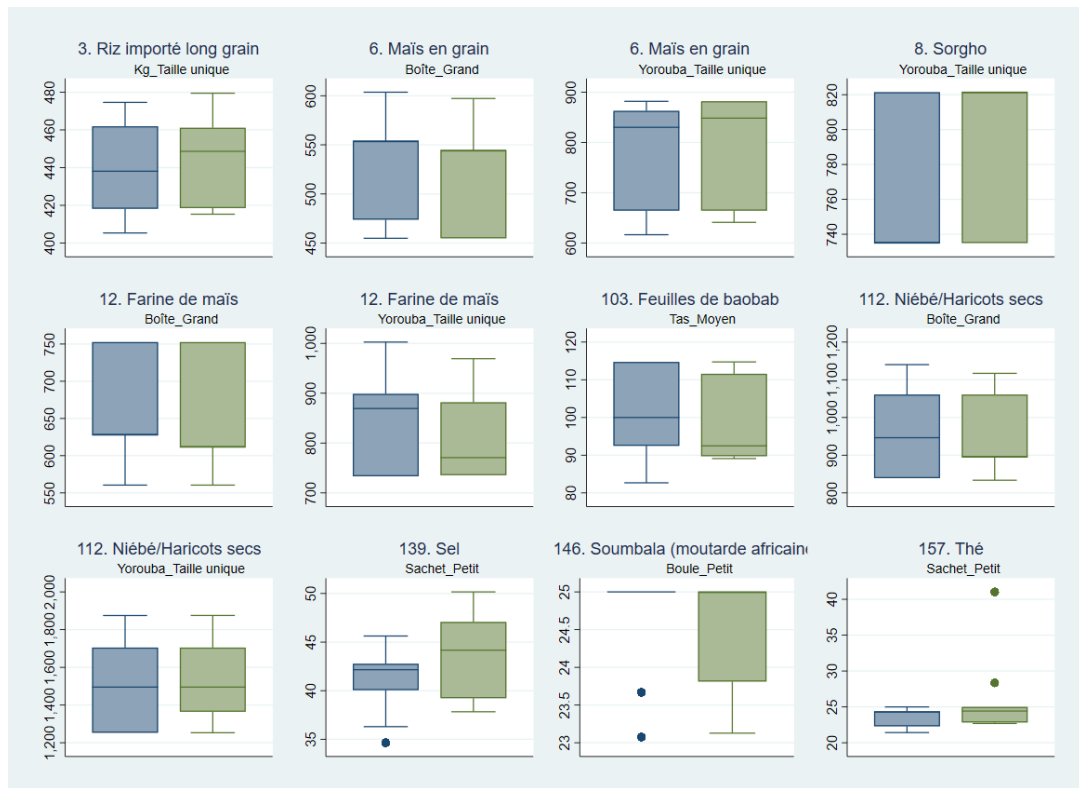 3. Riz importé long grain
Kg_Taille unique
480
460
440
420
400
6. Maïs en grain
Boîte_Grand
600
550
500
450
6. Maïs en grain
Yorouba_Taille unique
900
800
700
600
8. Sorgho
Yorouba_Taille unique
820
800
780
760
740
12. Farine de maïs
Boîte_Grand
750
700
650
600
550
12. Farine de maïs
Yorouba_Taille unique
1,000
900
800
700
103. Feuilles de baobab
Tas_Moyen
120
110
100
90
80
112. Niébé/Haricots secs
Boîte_Grand
1,200
1,100
1,000
900
800
112. Niébé/Haricots secs
Yorouba_Taille unique
2,000
1,800
1,600
1,400
1,200
139. Sel
Sachet_Petit
50
45
40
35
146. Soumbala (moutarde africaine
Boule_Petit
25
24.5
24
23.5
23
157. Thé
Sachet_Petit
40
35
30
25
20